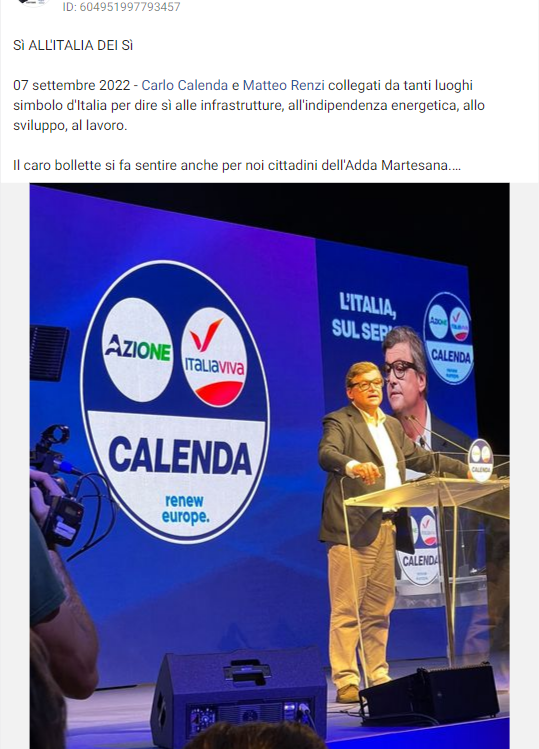 ID: 604951997793457
Sì ALL'ITALIA DEI Sì
07 settembre 2022 - Carlo Calenda e Matteo Renzi collegati da tanti luoghi
simbolo d'Italia per dire sì alle infrastrutture, all'indipendenza energetica, allo
sviluppo, al lavoro.
Il caro bollette si fa sentire anche per noi cittadini dell'Adda Martesana....
AZIONE
ITALIAVIVA
CALENDA
renew
europe.
L'ITALIA,
SUL SER
AZIONE
ITALIAVIVA
CALENDA
CALENDA
CALENDA